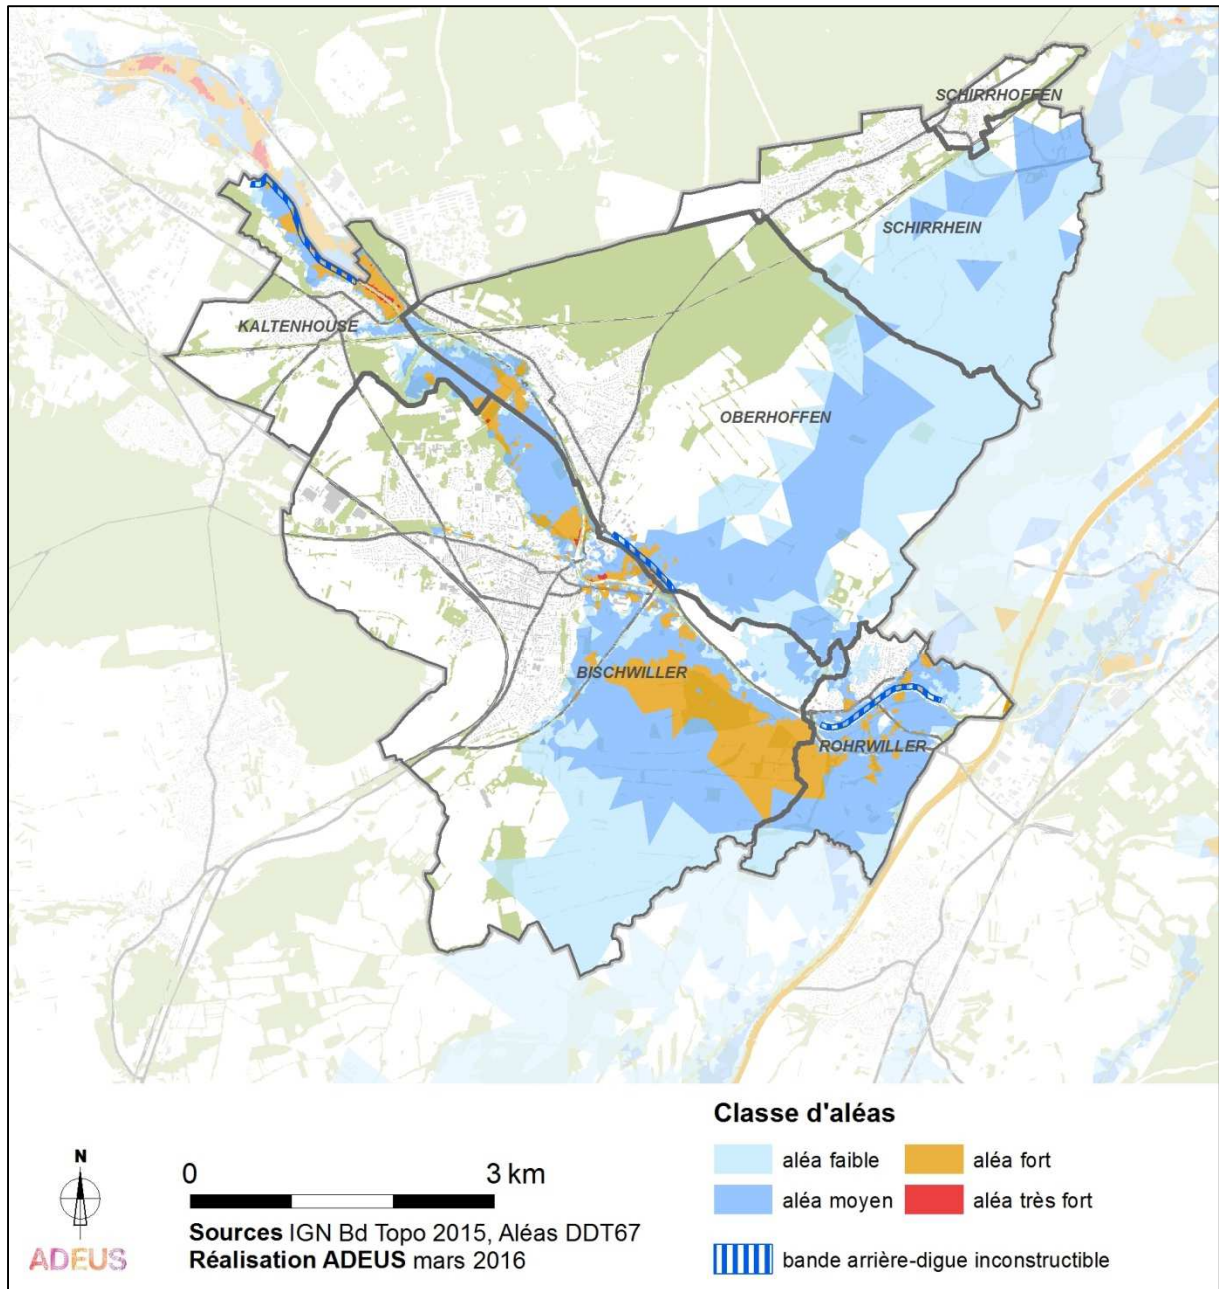 SCHIRRHOFFEN
SCHIRRHEIN
KALTENHOUSE
OBERHOFFEN
BISCHWILLER
ROHRWILLER
N
ADEUS
0 3 km
Sources IGN Bd Topo 2015, Aléas DDT67
Réalisation ADEUS mars 2016
Classe d'aléas
aléa faible
aléa fort
aléa moyen
aléa très fort
bande arrière-digue inconstructible